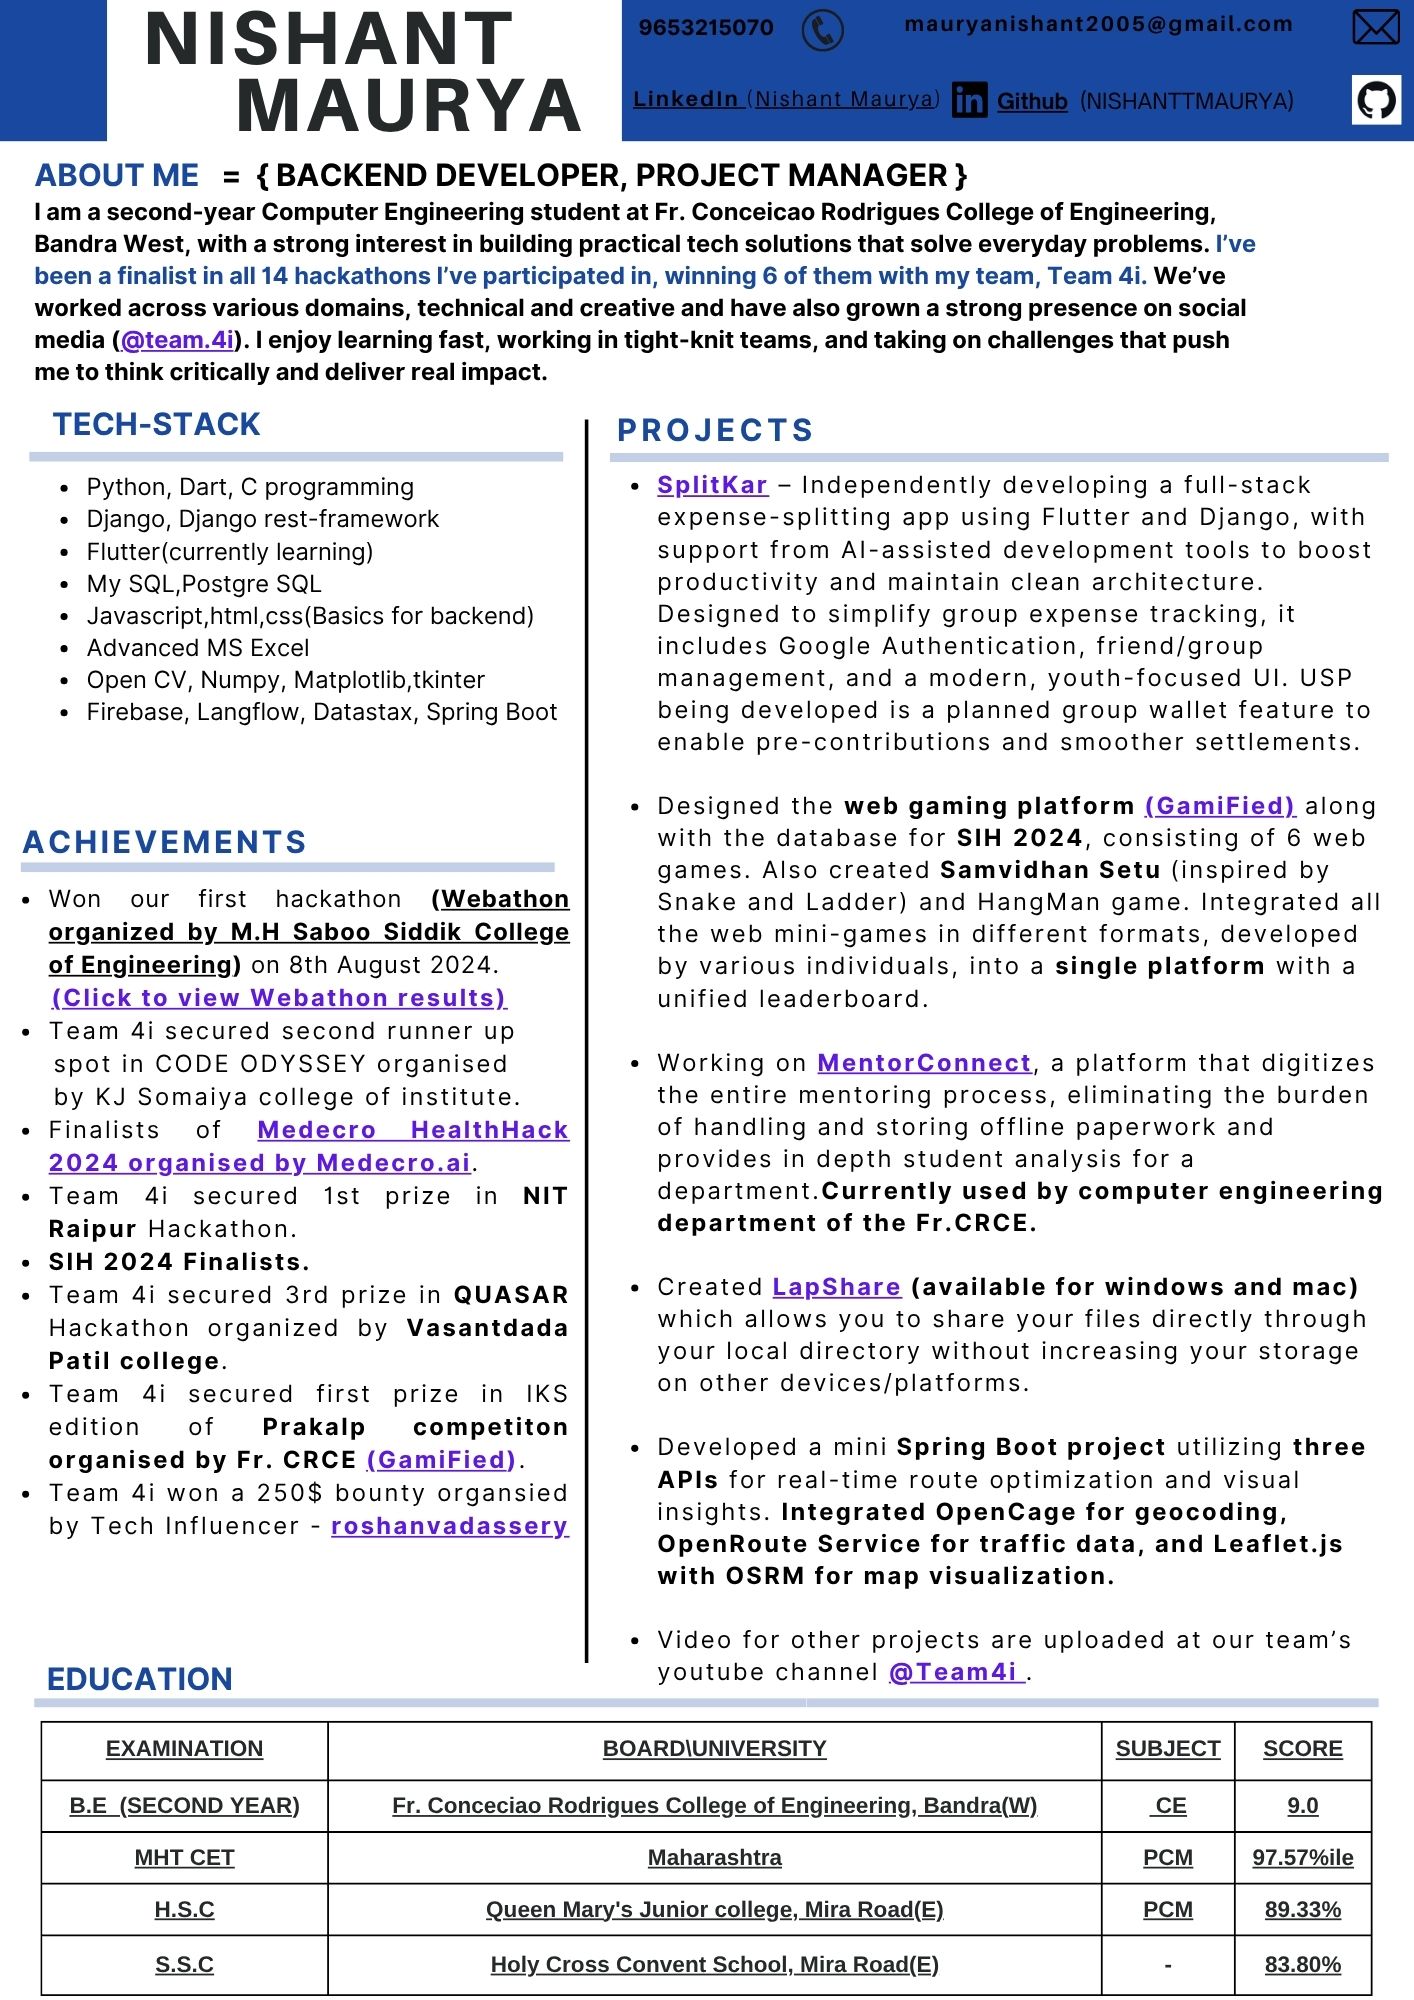 NISHANT
MAURYA
9653215070
mauryanishant2005@gmail.com
LinkedIn (Nishant Maurya)
Github (NISHANTTMAURYA)
ABOUT ME = { BACKEND DEVELOPER, PROJECT MANAGER }
I am a second-year Computer Engineering student at Fr. Conceicao Rodrigues College of Engineering,
Bandra West, with a strong interest in building practical tech solutions that solve everyday problems. I’ve
been a finalist in all 14 hackathons I’ve participated in, winning 6 of them with my team, Team 4i. We’ve
worked across various domains, technical and creative and have also grown a strong presence on social
media (@team.4i). I enjoy learning fast, working in tight-knit teams, and taking on challenges that push
me to think critically and deliver real impact.
TECH-STACK
• Python, Dart, C programming
• Django, Django rest-framework
• Flutter(currently learning)
• My SQL,Postgre SQL
• Javascript,html,css(Basics for backend)
• Advanced MS Excel
• Open CV, Numpy, Matplotlib,tkinter
• Firebase, Langflow, Datastax, Spring Boot
ACHIEVEMENTS
• Won our first hackathon (Webathon
organized by M.H Saboo Siddik College
of Engineering) on 8th August 2024.
(Click to view Webathon results)
• Team 4i secured second runner up
spot in CODE ODYSSEY organised
by KJ Somaiya college of institute.
• Finalists of Medecro HealthHack
2024 organised by Medecro.ai.
• Team 4i secured 1st prize in NIT
Raipur Hackathon.
• SIH 2024 Finalists.
• Team 4i secured 3rd prize in QUASAR
Hackathon organized by Vasantdada
Patil college.
• Team 4i secured first prize in IKS
edition of Prakalp competiton
organised by Fr. CRCE (GamiFied).
• Team 4i won a 250$ bounty organsied
by Tech Influencer - roshanvadassery
PROJECTS
• SplitKar – Independently developing a full-stack
expense-splitting app using Flutter and Django, with
support from AI-assisted development tools to boost
productivity and maintain clean architecture.
Designed to simplify group expense tracking, it
includes Google Authentication, friend/group
management, and a modern, youth-focused UI. USP
being developed is a planned group wallet feature to
enable pre-contributions and smoother settlements.
• Designed the web gaming platform (GamiFied) along
with the database for SIH 2024, consisting of 6 web
games. Also created Samvidhan Setu (inspired by
Snake and Ladder) and HangMan game. Integrated all
the web mini-games in different formats, developed
by various individuals, into a single platform with a
unified leaderboard.
• Working on MentorConnect, a platform that digitizes
the entire mentoring process, eliminating the burden
of handling and storing offline paperwork and
provides in depth student analysis for a
department.Currently used by computer engineering
department of the Fr.CRCE.
• Created LapShare (available for windows and mac)
which allows you to share your files directly through
your local directory without increasing your storage
on other devices/platforms.
• Developed a mini Spring Boot project utilizing three
APIs for real-time route optimization and visual
insights. Integrated OpenCage for geocoding,
OpenRoute Service for traffic data, and Leaflet.js
with OSRM for map visualization.
• Video for other projects are uploaded at our team’s
youtube channel @Team4i .
EDUCATION
EXAMINATION BOARD\UNIVERSITY SUBJECT SCORE
B.E (SECOND YEAR) Fr. Conceciao Rodrigues College of Engineering, Bandra(W) CE 9.0
MHT CET Maharashtra PCM 97.57%ile
H.S.C Queen Mary's Junior college, Mira Road(E) PCM 89.33%
S.S.C Holy Cross Convent School, Mira Road(E) - 83.80%